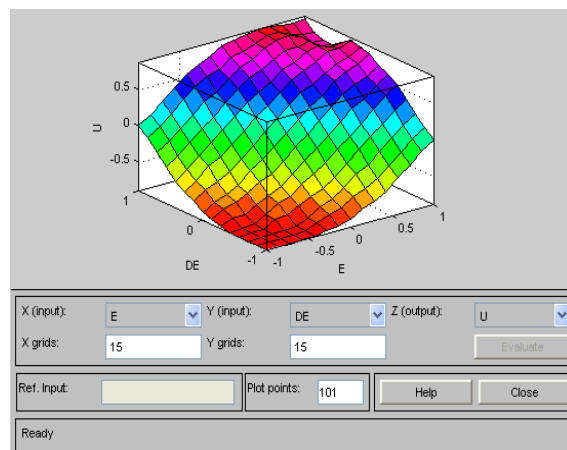 0.5
0
-0.5
U
1
0
-1
DE
-1
-0.5
0
0.5
1
E
X (input): E Y (input): DE Z (output): U
X grids: 15 Y grids: 15 Evaluate
Ref. Input: Plot points: 101 Help Close
Ready